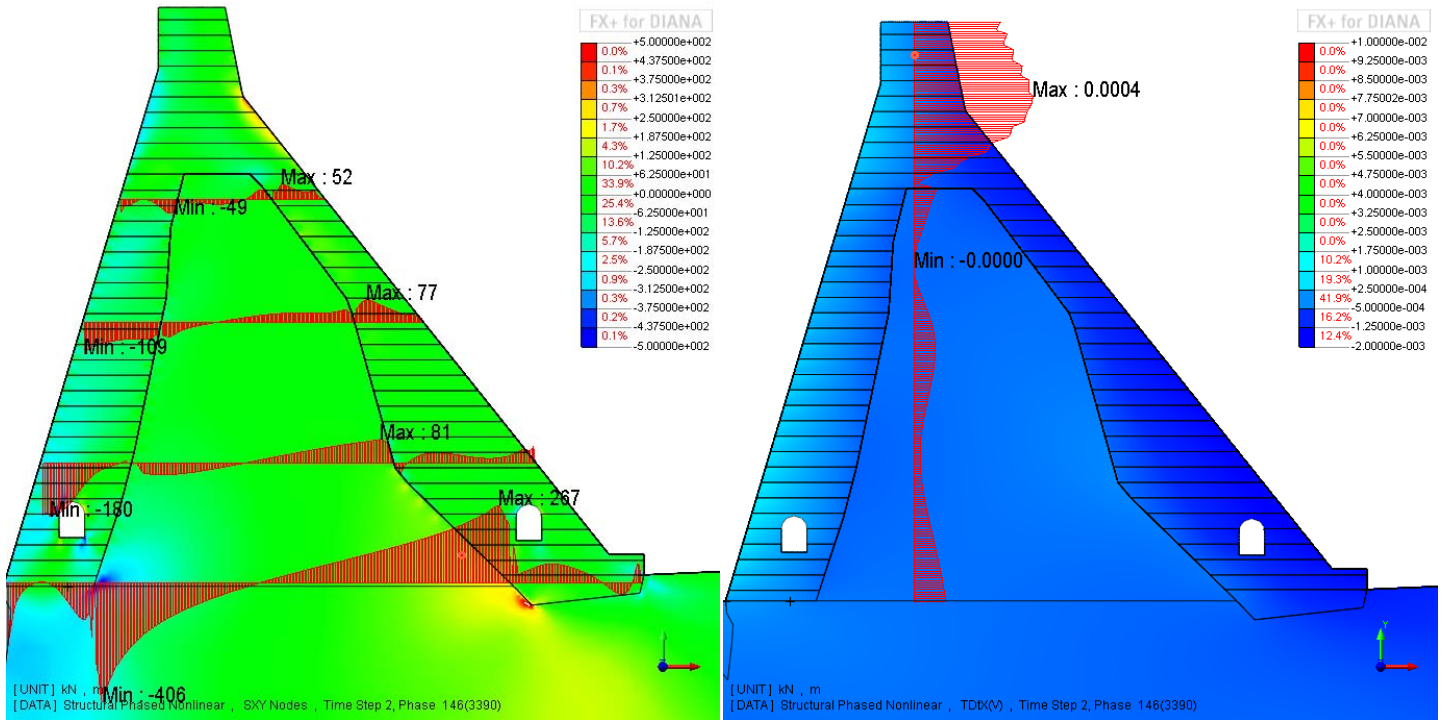 FX+ for DIANA
+5.00000e+002
0.0%
+4.37500e+002
0.1%
+3.75000e+002
0.3%
+3.12501e+002
0.7%
+2.50000e+002
1.7%
+1.87500e+002
4.3%
+1.25000e+002
10.2%
+6.25000e+001
33.9%
+0.00000e+000
25.4%
-6.25000e+001
13.6%
-1.25000e+002
5.7%
-1.87500e+002
2.5%
-2.50000e+002
0.9%
-3.12500e+002
0.3%
-3.75000e+002
0.2%
-4.37500e+002
0.1%
-5.00000e+002
Max : 52
Min : -49
Max : 77
Min : -109
Max : 81
Min : -180
Max : 267
Min : -406
[UNIT] kN , m
[DATA] Structural Phased Nonlinear , SXY Nodes , Time Step 2, Phase 146(3390)
FX+ for DIANA
+1.00000e-002
0.0%
+9.25000e-003
0.0%
+8.50000e-003
0.0%
+7.75002e-003
0.0%
+7.00000e-003
0.0%
+6.25000e-003
0.0%
+5.50000e-003
0.0%
+4.75000e-003
0.0%
+4.00000e-003
0.0%
+3.25000e-003
0.0%
+2.50000e-003
0.0%
+1.75000e-003
10.2%
+1.00000e-003
19.3%
+2.50000e-004
41.9%
-5.00000e-004
16.2%
-1.25000e-003
12.4%
-2.00000e-003
Max : 0.0004
Min : -0.0000
Y
[UNIT] kN , m
[DATA] Structural Phased Nonlinear , TDtX(V) , Time Step 2, Phase 146(3390)